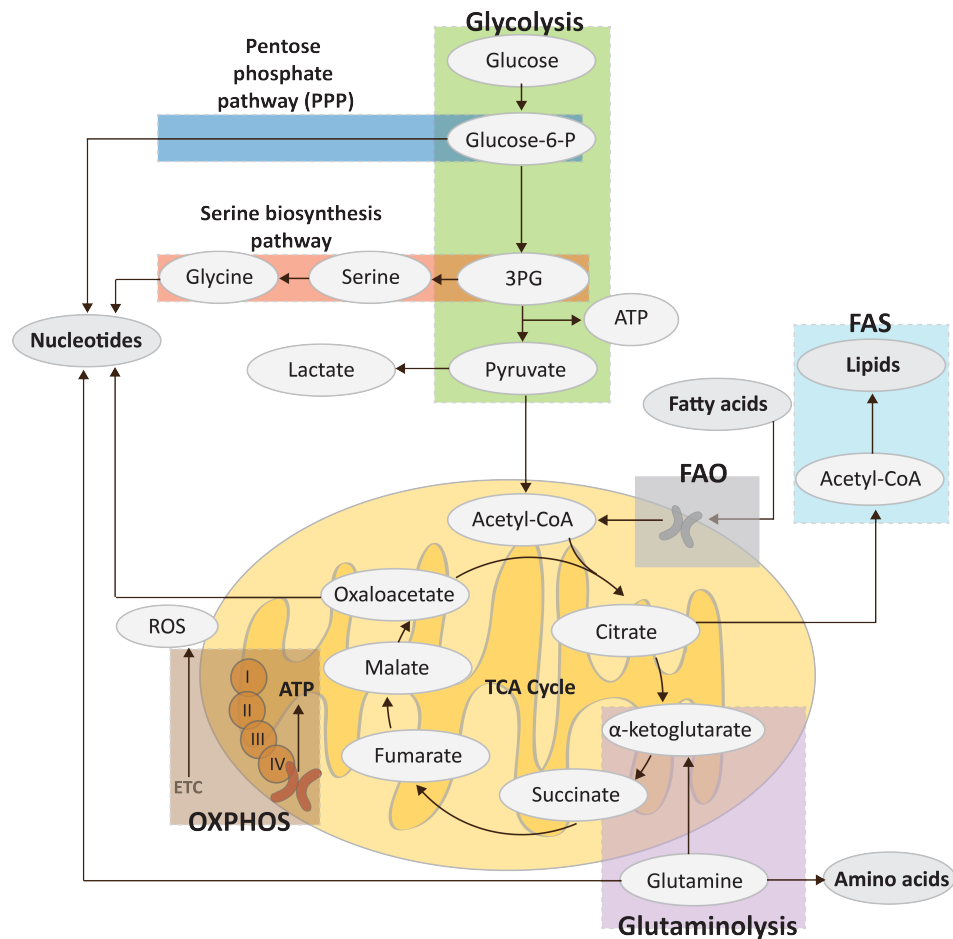 Glycolysis
Pentose
phosphate
pathway (PPP)
Glucose
Glucose-6-P
Serine biosynthesis
pathway
Glycine
Serine
3PG
ATP
Nucleotides
Lactate
Pyruvate
FAS
Lipids
Fatty acids
FAO
Acetyl-CoA
Acetyl-CoA
Oxaloacetate
ROS
Citrate
Malate
TCA Cycle
I
ATP
II
III
IV
α-ketoglutarate
Fumarate
ETC
Succinate
OXPHOS
Glutamine
Amino acids
Glutaminolysis